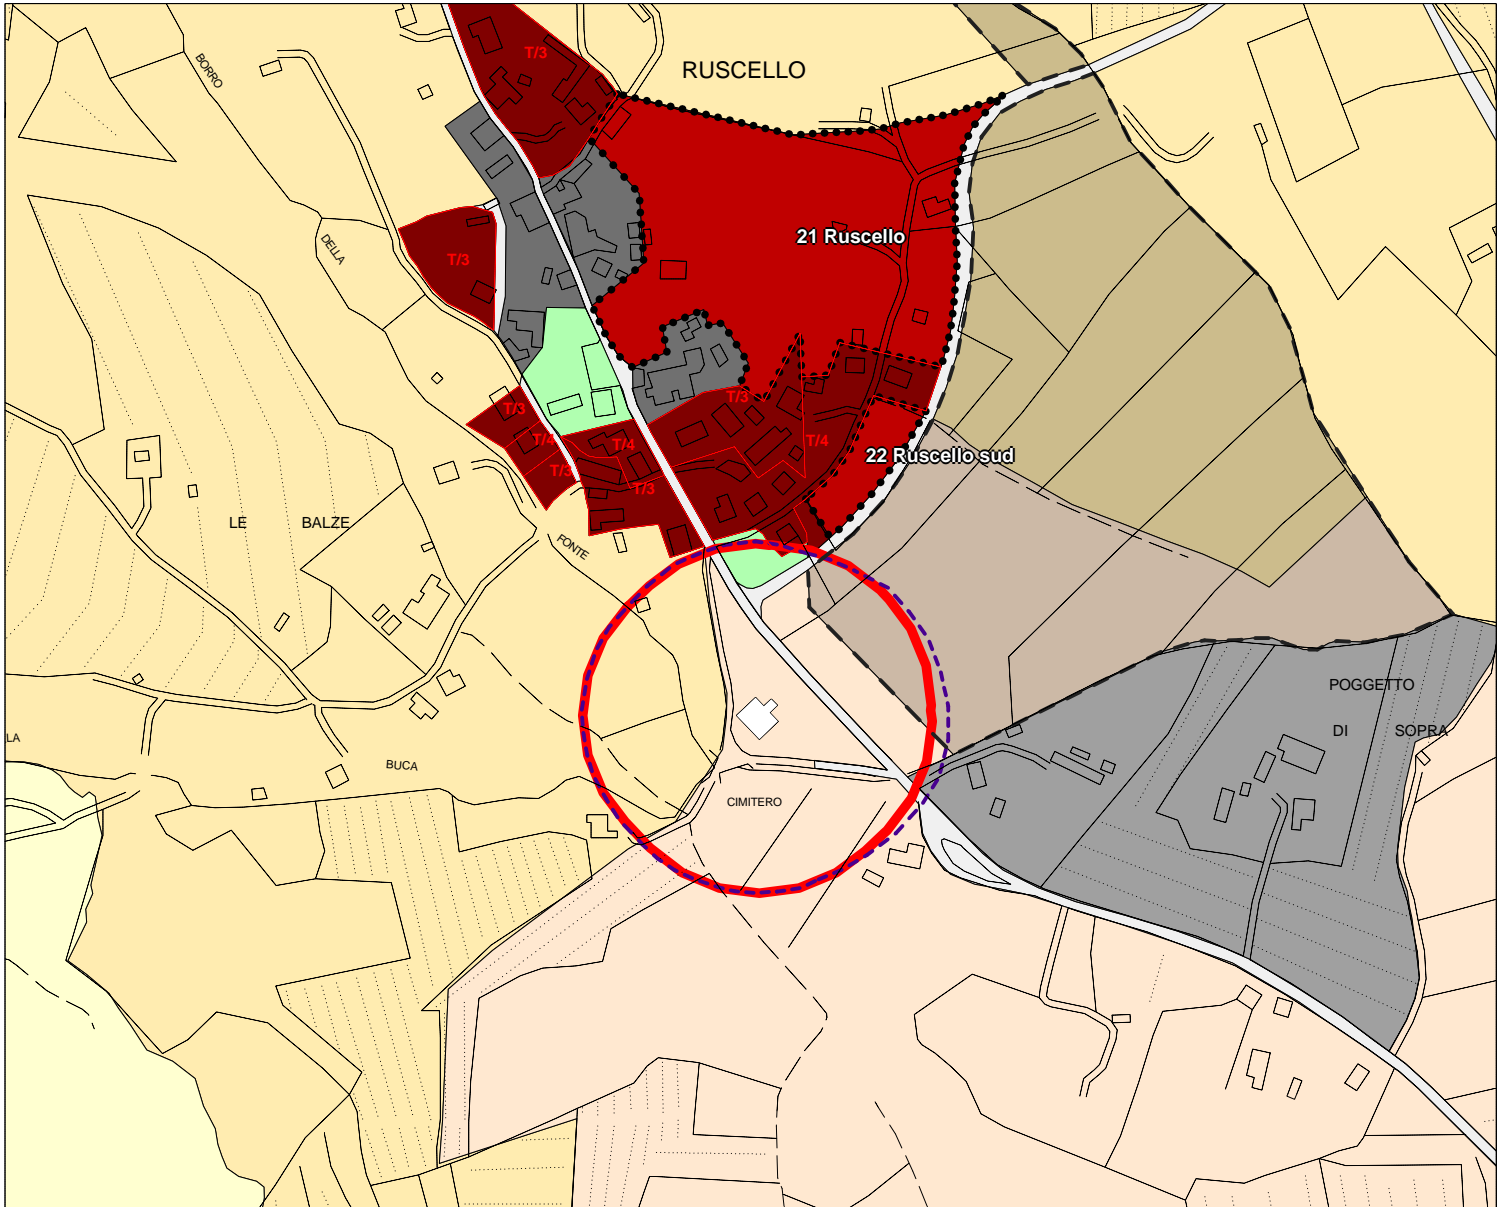 T/3
RUSCELLO
BORRO
21 Ruscello
DELLA
T/3
T/3
T/3
T/4
T/4
T/4
22 Ruscello sud
T/3
T/3
LE BALZE
FONTE
POGGETTO
DI SOPRA
LA
BUCA
CIMITERO